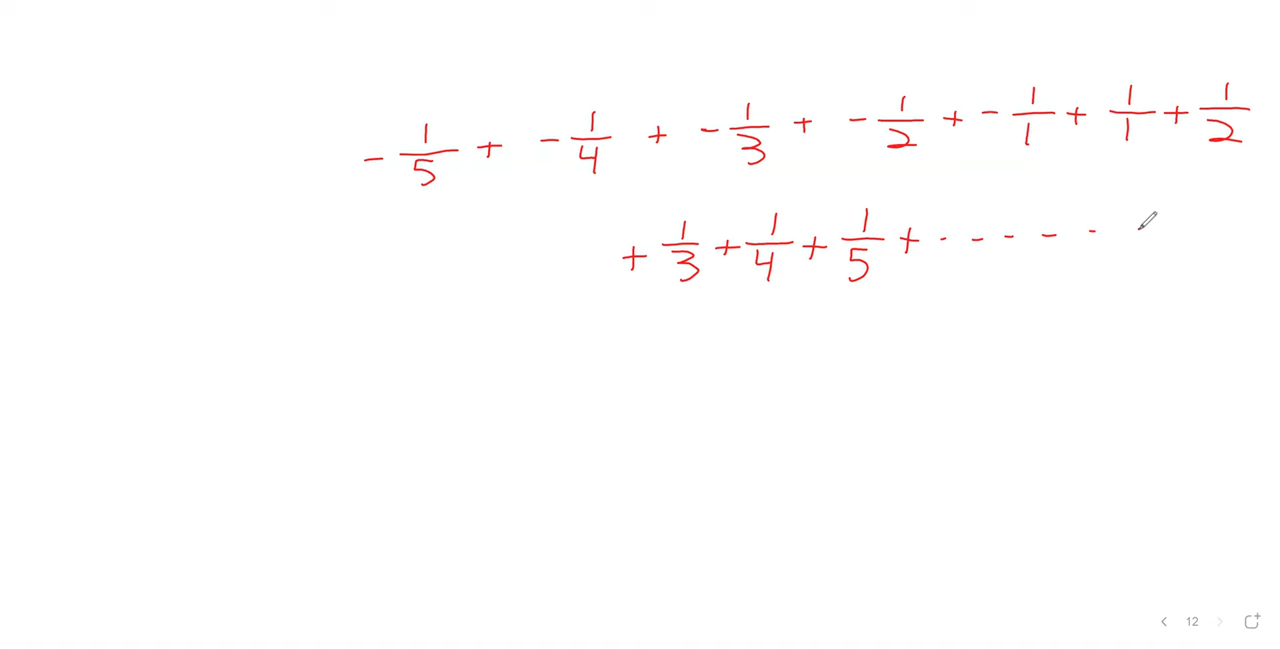 - 1/5 + - 1/4 + - 1/3 + - 1/2 + - 1/1 + 1/1 + 1/2
+ 1/3 + 1/4 + 1/5 + - - - - -
12